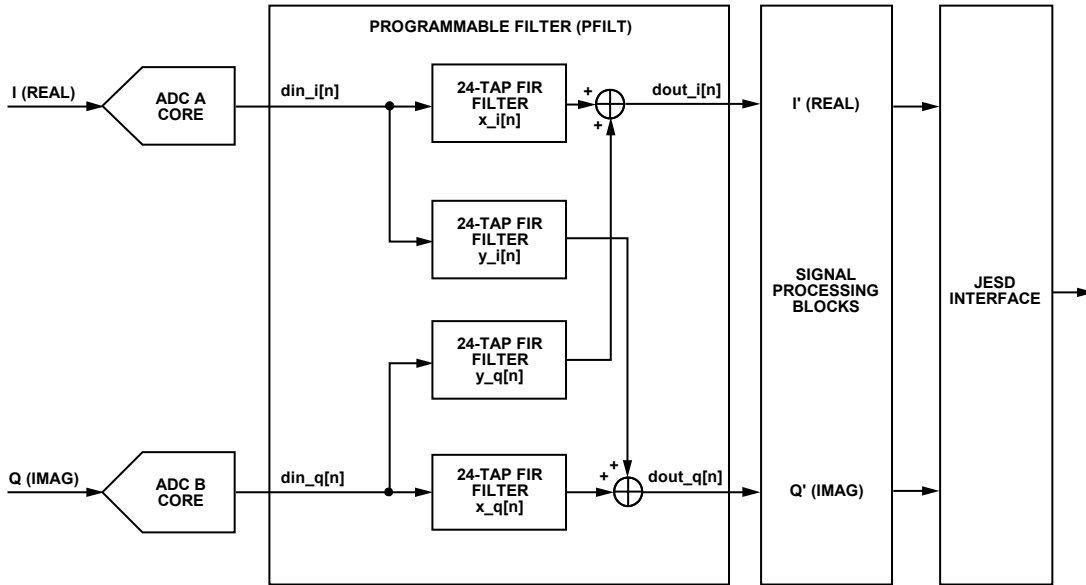 PROGRAMMABLE FILTER (PFILT)
I (REAL)
ADC A
CORE
din_i[n]
24-TAP FIR
FILTER
x_i[n]
+
+
dout_i[n]
I' (REAL)
24-TAP FIR
FILTER
y_i[n]
SIGNAL
PROCESSING
BLOCKS
JESD
INTERFACE
24-TAP FIR
FILTER
y_q[n]
Q (IMAG)
ADC B
CORE
din_q[n]
24-TAP FIR
FILTER
x_q[n]
+
+
dout_q[n]
Q' (IMAG)